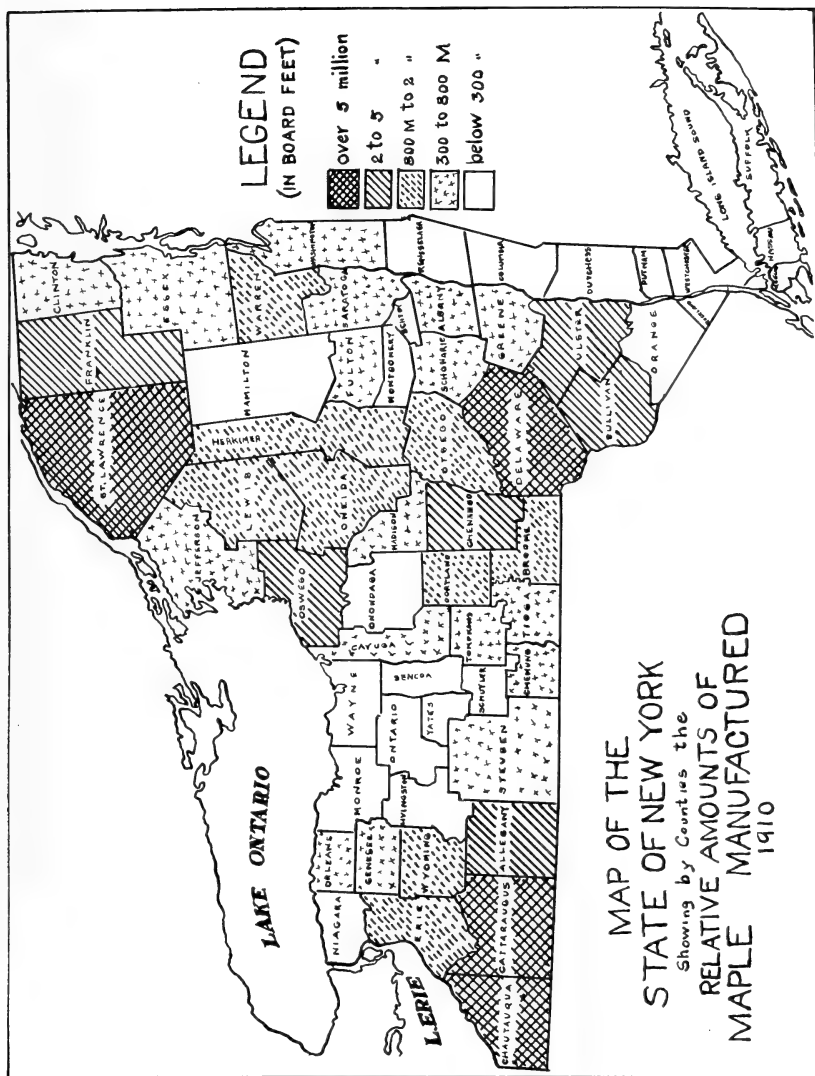 MAP OF THE
STATE OF NEW YORK
Showing by Counties the
RELATIVE AMOUNTS OF
MAPLE MANUFACTURED
1910
LEGEND
(IN BOARD FEET)
over 5 million
2 to 5 "
800 M to 2 "
300 to 800 M
below 300 "
LAKE ONTARIO
L.ERIE
LONG ISLAND SOUND
CLINTON
FRANKLIN
ST. LAWRENCE
ESSEX
JEFFERSON
LEWIS
HERKIMER
HAMILTON
WARREN
WASHINGTON
SARATOGA
FULTON
MONTGOMERY
ONEIDA
OSWEGO
ONONDAGA
MADISON
OTSEGO
SCHOHARIE
ALBANY
RENSSELAER
COLUMBIA
GREENE
DELAWARE
ULSTER
SULLIVAN
ORANGE
DUTCHESS
PUTNAM
WESTCHESTER
NASSAU
SUFFOLK
CHENANGO
BROOME
CORTLAND
TIOGA
TOMPKINS
CAYUGA
CHEMUNG
WAYNE
ONTARIO
YATES
STEUBEN
MONROE
LIVINGSTON
ORLEANS
GENESEE
WYOMING
ALLEGANY
NIAGARA
ERIE
CATTARAUGUS
CHAUTAUQUA